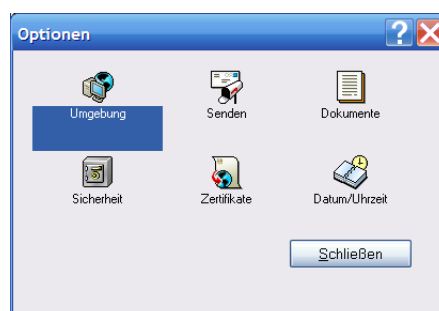 Optionen
Umgebung Senden Dokumente
Sicherheit Zertifikate Datum/Uhrzeit
Schließen